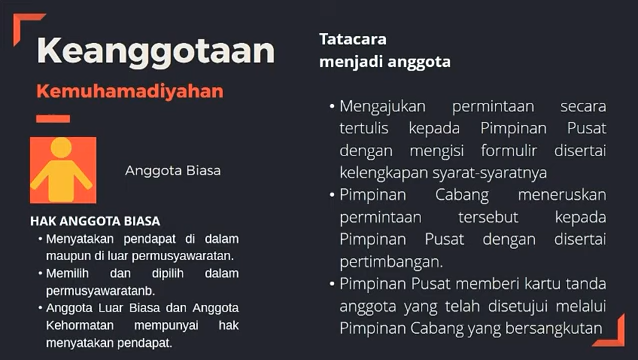 Keanggotaan
Kemuhamadiyahan
Anggota Biasa
HAK ANGGOTA BIASA
• Menyatakan pendapat di dalam
maupun di luar permusyawaratan.
• Memilih dan dipilih dalam
permusyawaratanb.
• Anggota Luar Biasa dan Anggota
Kehormatan mempunyai hak
menyatakan pendapat.
Tatacara
menjadi anggota
• Mengajukan permintaan secara
tertulis kepada Pimpinan Pusat
dengan mengisi formulir disertai
kelengkapan syarat-syaratnya
• Pimpinan Cabang meneruskan
permintaan tersebut kepada
Pimpinan Pusat dengan disertai
pertimbangan.
• Pimpinan Pusat memberi kartu tanda
anggota yang telah disetujui melalui
Pimpinan Cabang yang bersangkutan